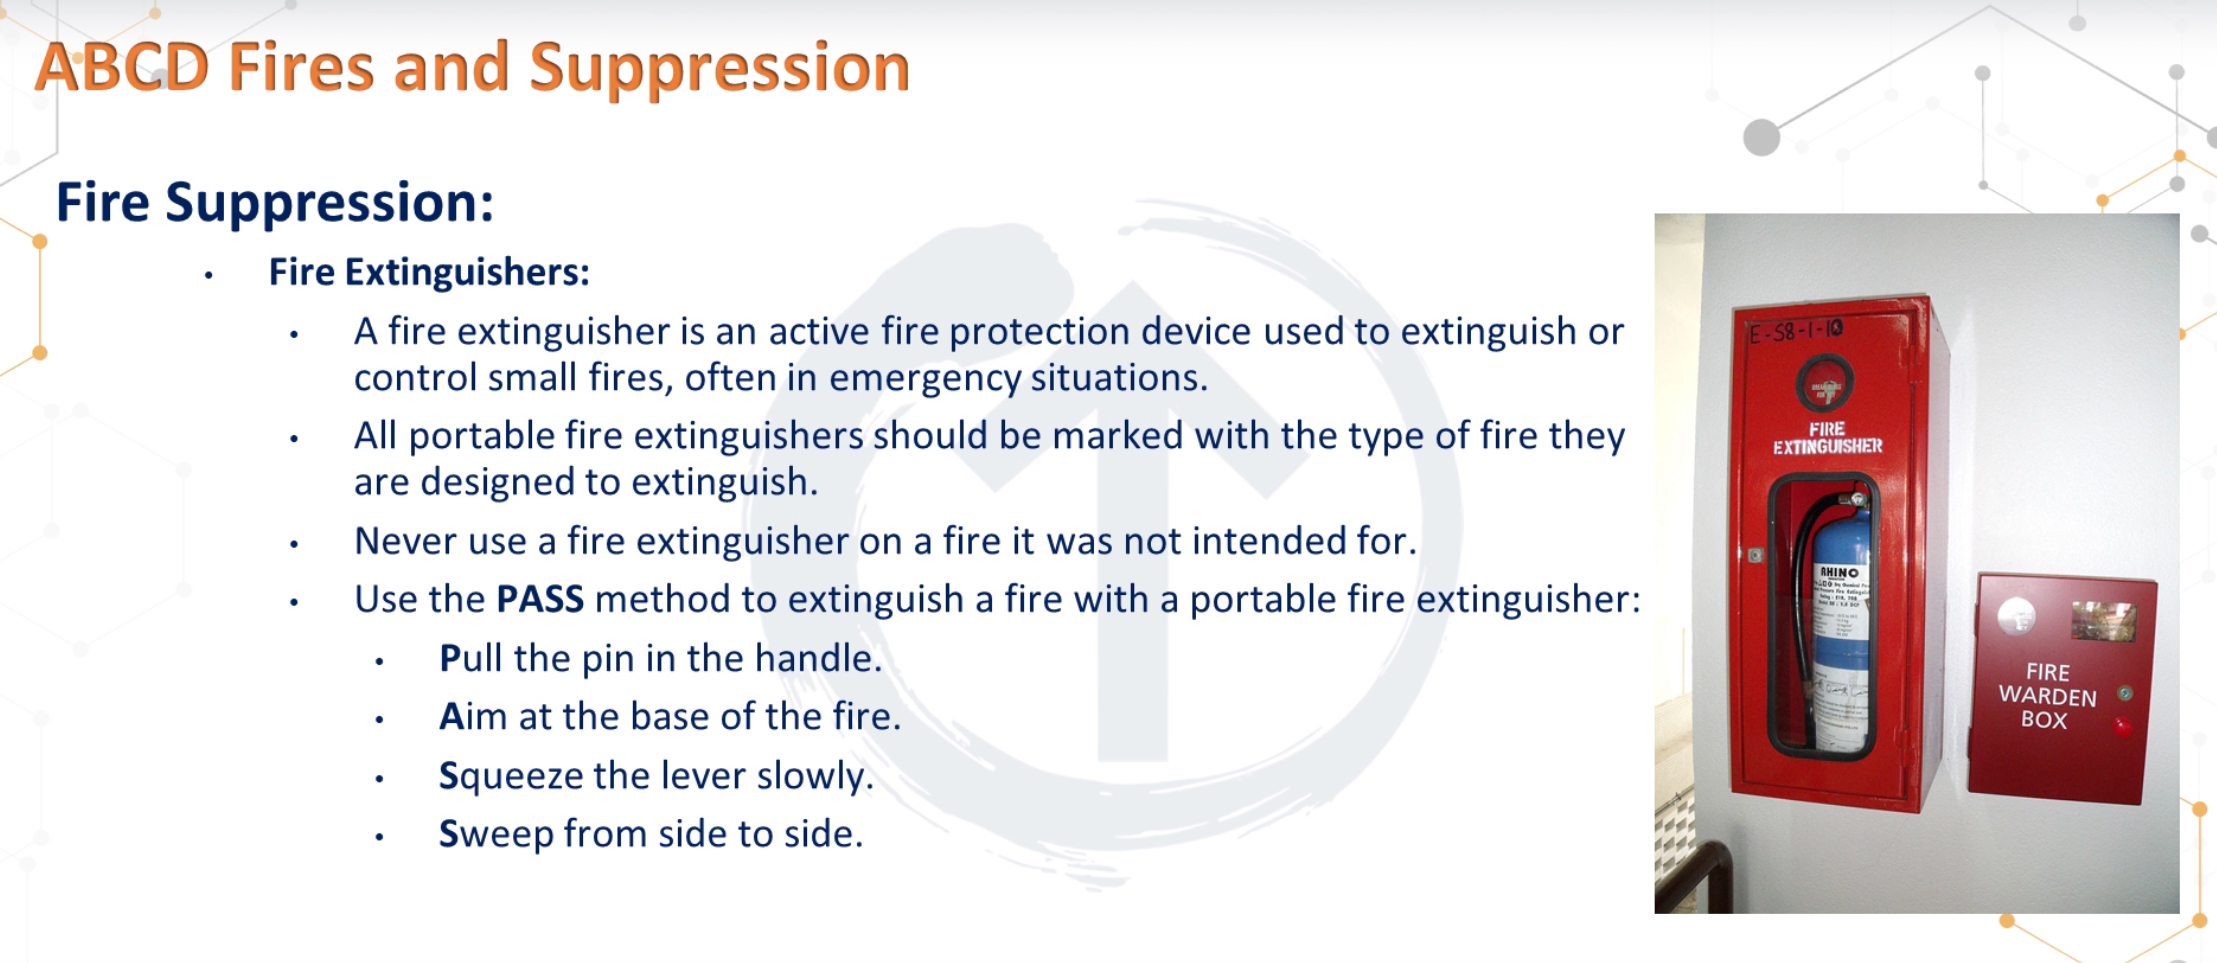 ABCD Fires and Suppression
Fire Suppression:
• Fire Extinguishers:
• A fire extinguisher is an active fire protection device used to extinguish or
control small fires, often in emergency situations.
• All portable fire extinguishers should be marked with the type of fire they
are designed to extinguish.
• Never use a fire extinguisher on a fire it was not intended for.
• Use the PASS method to extinguish a fire with a portable fire extinguisher:
• Pull the pin in the handle.
• Aim at the base of the fire.
• Squeeze the lever slowly.
• Sweep from side to side.
E-S8-1-10
FIRE
EXTINGUISHER
RHINO
FIRE
WARDEN
BOX